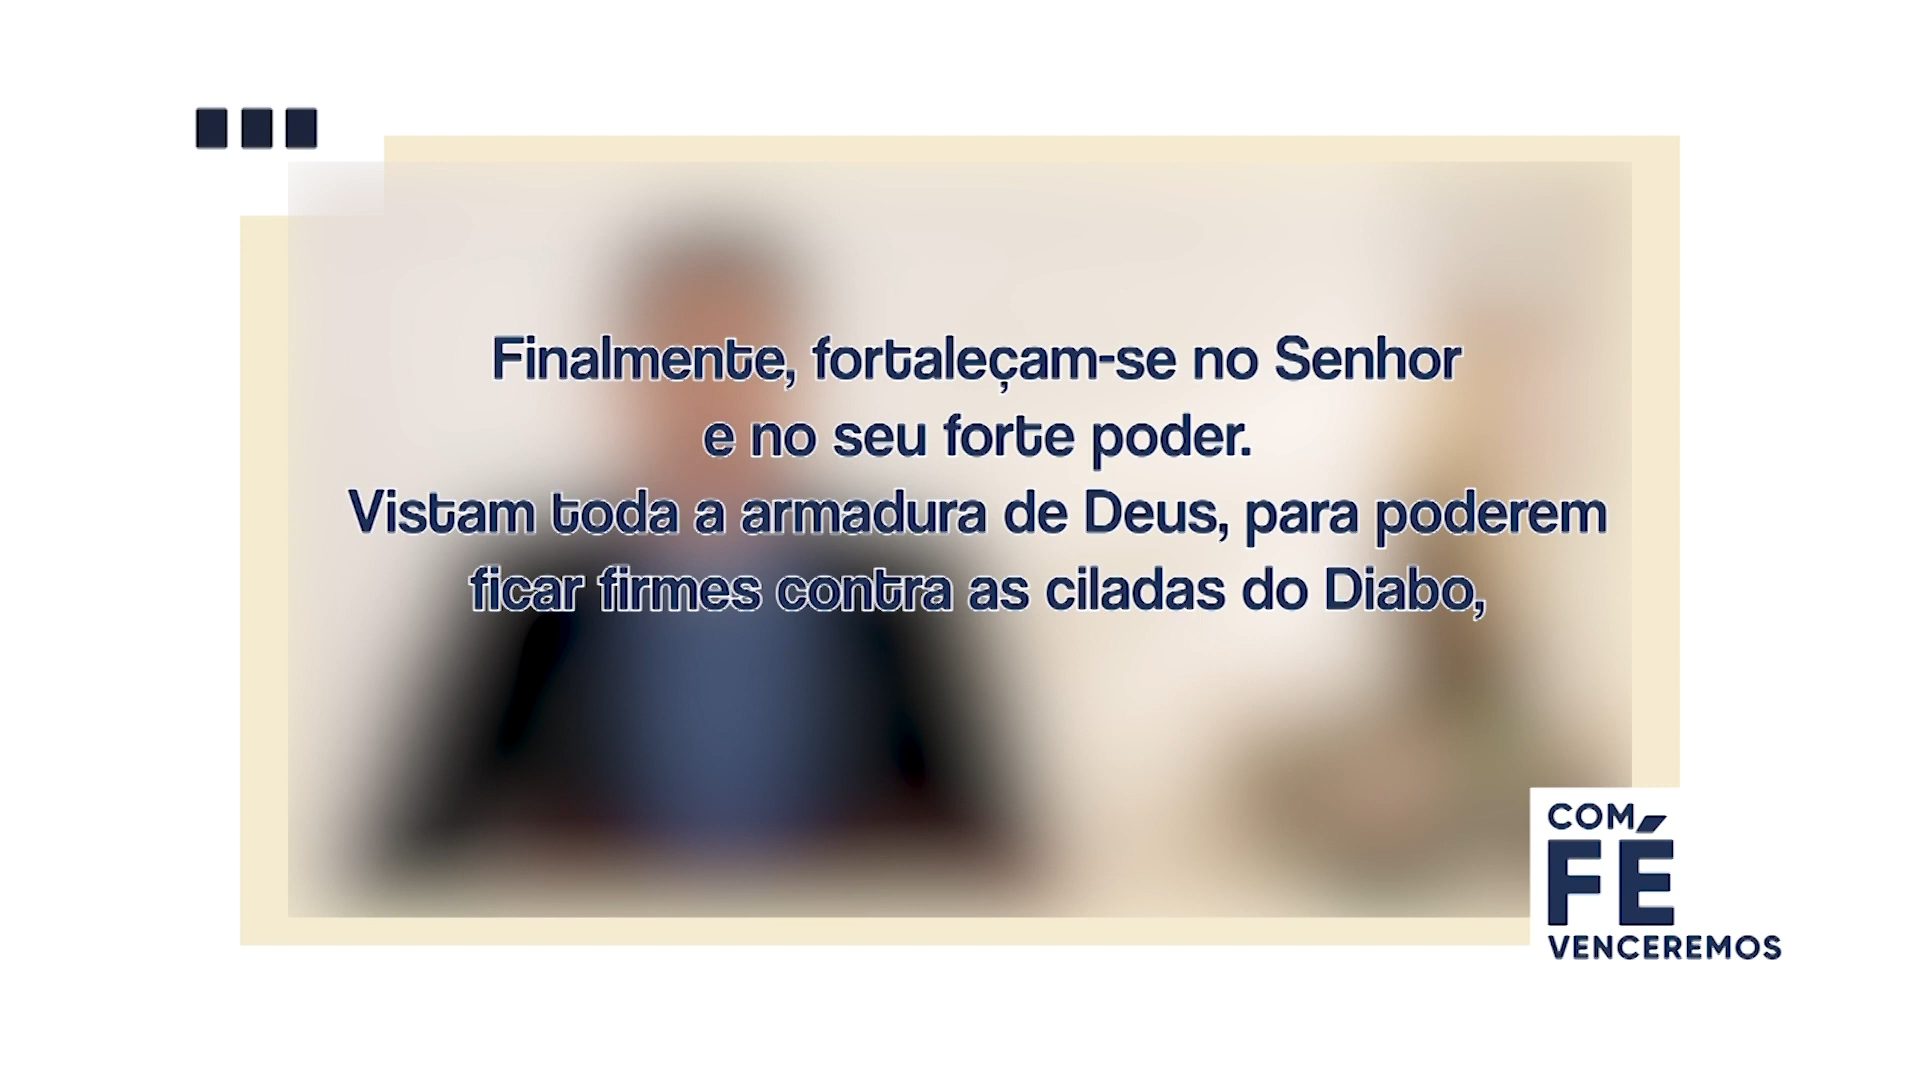 Finalmente, fortaleçam-se no Senhor
e no seu forte poder.
Vistam toda a armadura de Deus, para poderem
ficar firmes contra as ciladas do Diabo,
COM
FÉ
VENCEREMOS